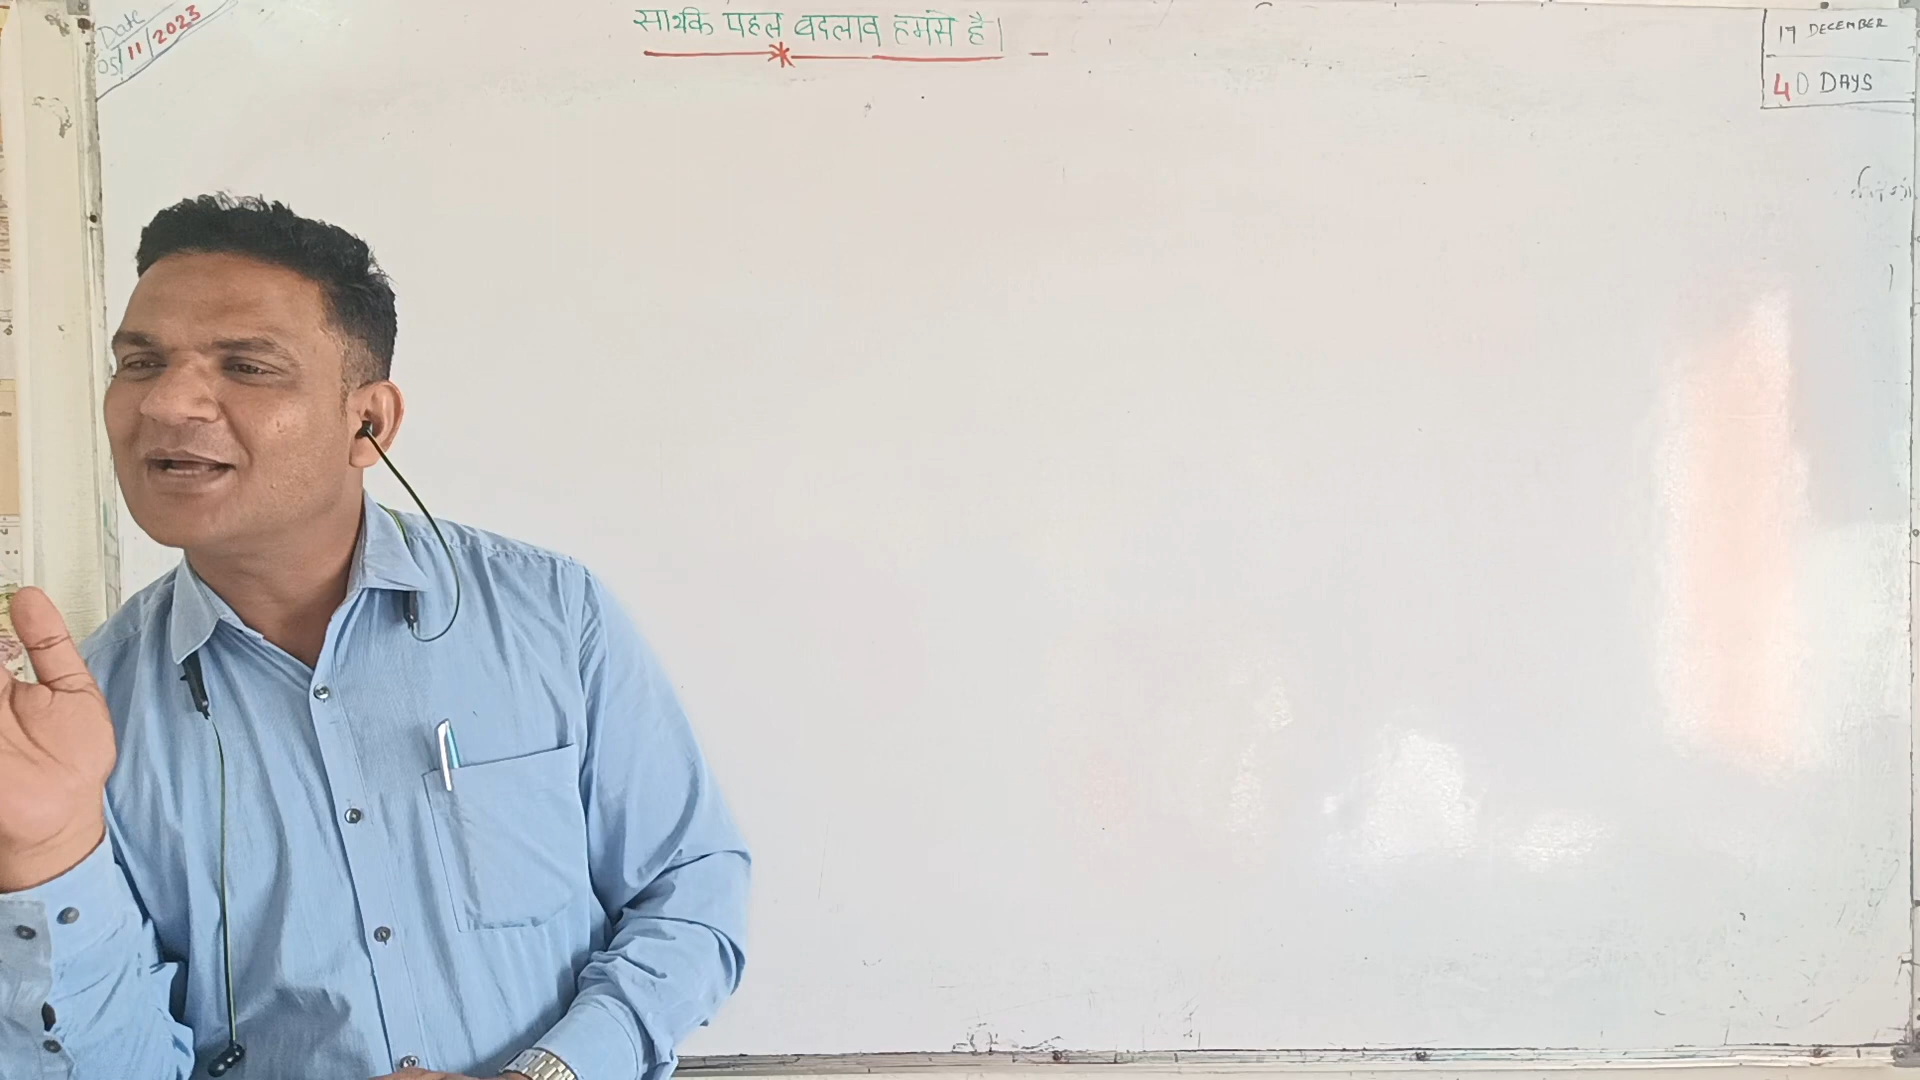 Date
05/11/2023
सार्थक पहल बदलाव हमसे है।
17 DECEMBER
40 DAYS